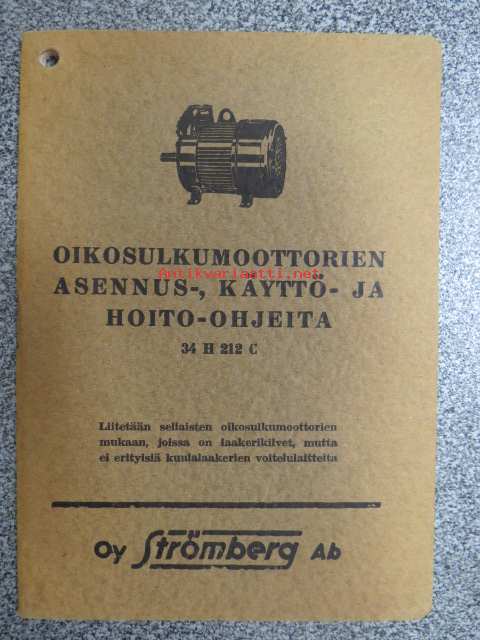 OIKOSULKUMOOTTORIEN
Antikvariaatti.net
ASENNUS-, KÄYTTÖ- JA
HOITO-OHJEITA
34 H 212 C
Liitetään sellaisten oikosulkumoottorien
mukaan, joissa on laakerikilvet, mutta
ei erityisiä kuulalaakerien voitelulaitteita
Oy Strömberg Ab